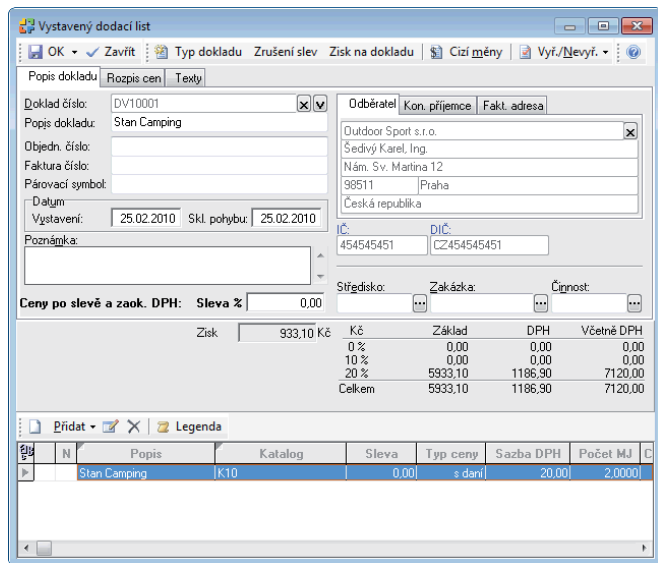 Vystavený dodací list
OK Zavřít Typ dokladu Zrušení slev Zisk na dokladu Cizí měny Vyř./Nevyř.
Popis dokladu Rozpis cen Texty
Doklad číslo: DV10001
Popis dokladu: Stan Camping
Objedn. číslo:
Faktura číslo:
Párovací symbol:
Datum
Vystavení: 25.02.2010 Skl. pohybu: 25.02.2010
Poznámka:
Ceny po slevě a zaok. DPH: Sleva % 0,00
Odběratel Kon. příjemce Fakt. adresa
Outdoor Sport s.r.o.
Šedivý Karel, Ing.
Nám. Sv. Martina 12
98511 Praha
Česká republika
IČ: DIČ:
454545451 CZ454545451
Středisko: Zakázka: Činnost:
Zisk 933,10 Kč
Kč Základ DPH Včetně DPH
0 % 0,00 0,00 0,00
10 % 0,00 0,00 0,00
20 % 5933,10 1186,90 7120,00
Celkem 5933,10 1186,90 7120,00
Přidat Legenda
N Popis Katalog Sleva Typ ceny Sazba DPH Počet MJ C
Stan Camping K10 0,00 s daní 20,00 2,0000